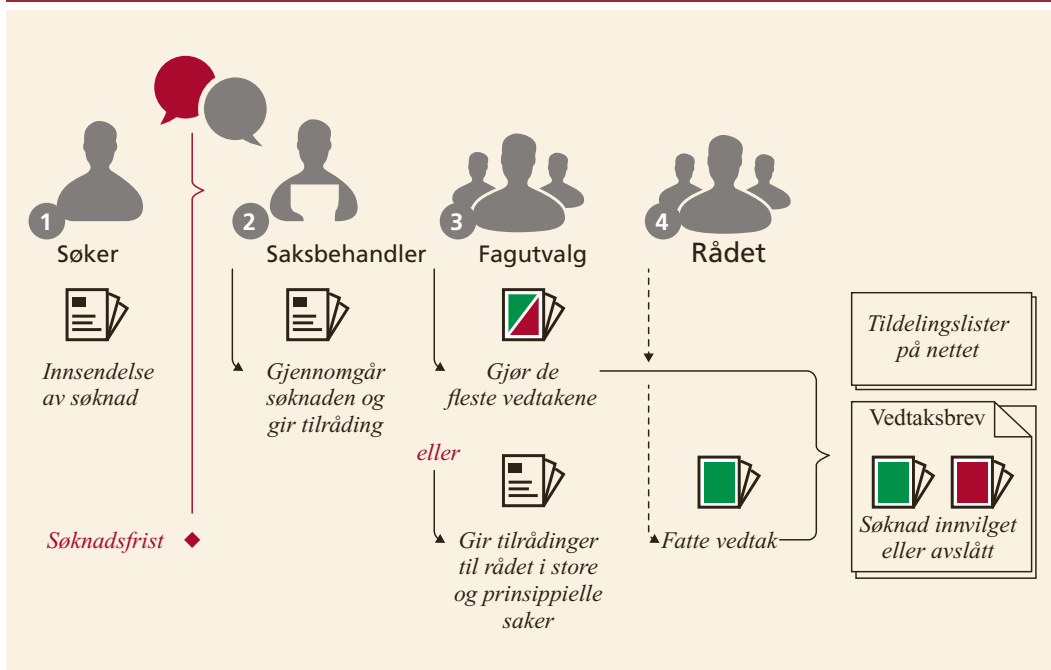 1
Søker
Innsendelse
av søknad
Søknadsfrist
2
Saksbehandler
Gjennomgår
søknaden og
gir tilråding
3
Fagutvalg
Gjør de
fleste vedtakene
eller
Gir tilrådinger
til rådet i store
og prinsippielle
saker
4
Rådet
Fatte vedtak
Tildelingslister
på nettet
Vedtaksbrev
Søknad innvilget
eller avslått